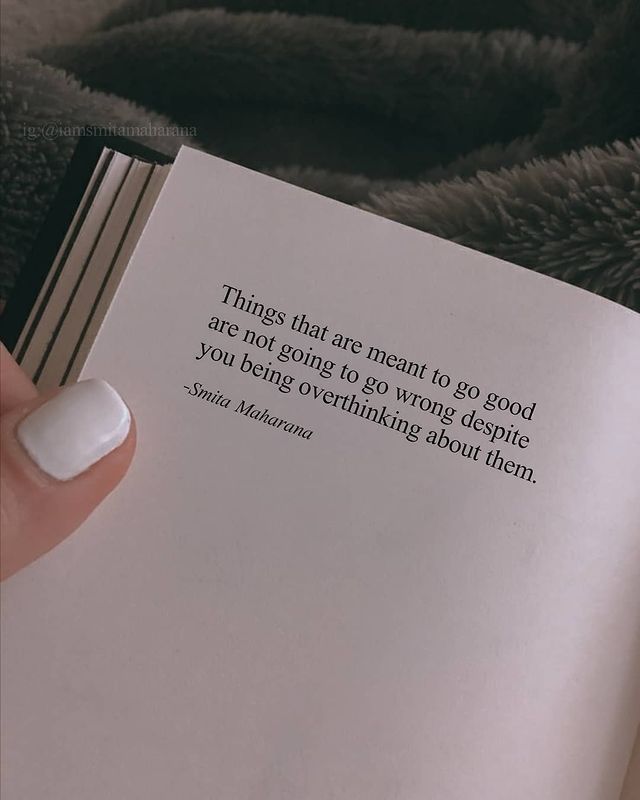 ig:@iamsmitamaharana
Things that are meant to go good
are not going to go wrong despite
you being overthinking about them.
-Smita Maharana